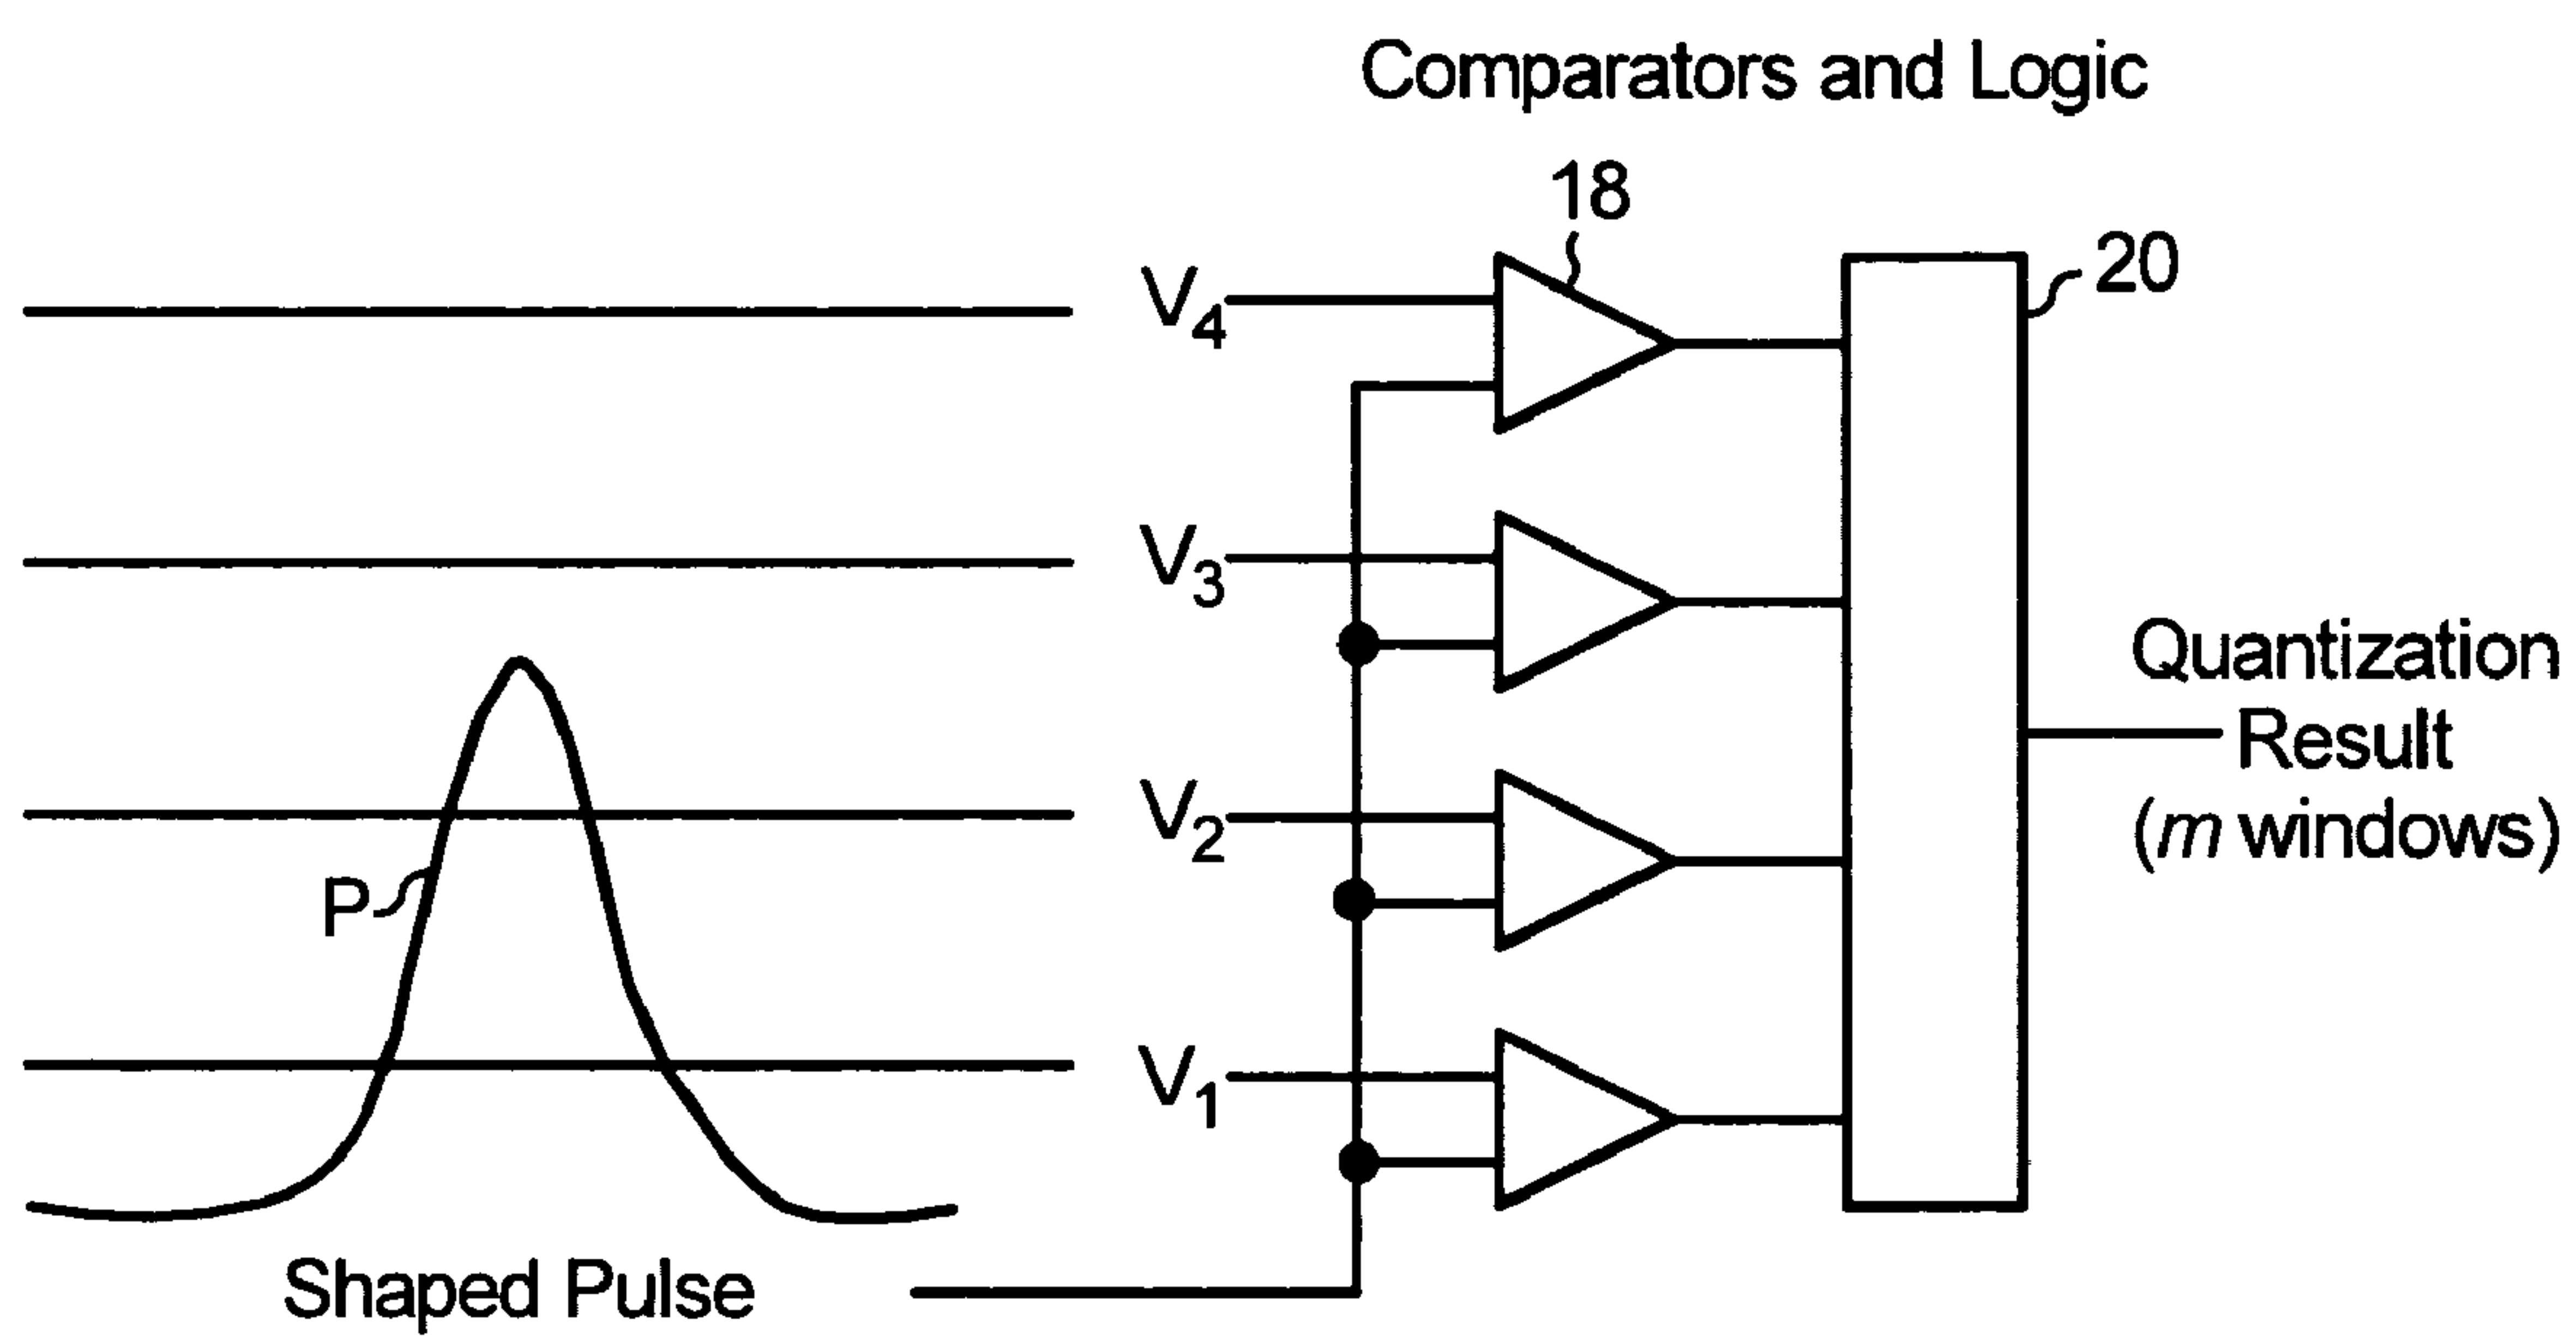 Comparators and Logic
18
20
V4
V3
V2
V1
P
Quantization
Result
(m windows)
Shaped Pulse